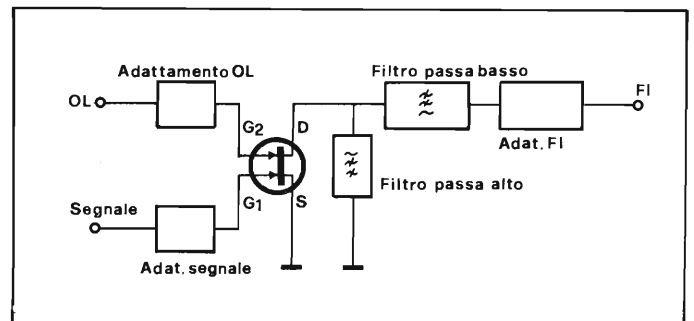 Adattamento OL
Filtro passa basso
OL
FI
G2
D
Adat. FI
Filtro passa alto
Segnale
G1
S
Adat. segnale